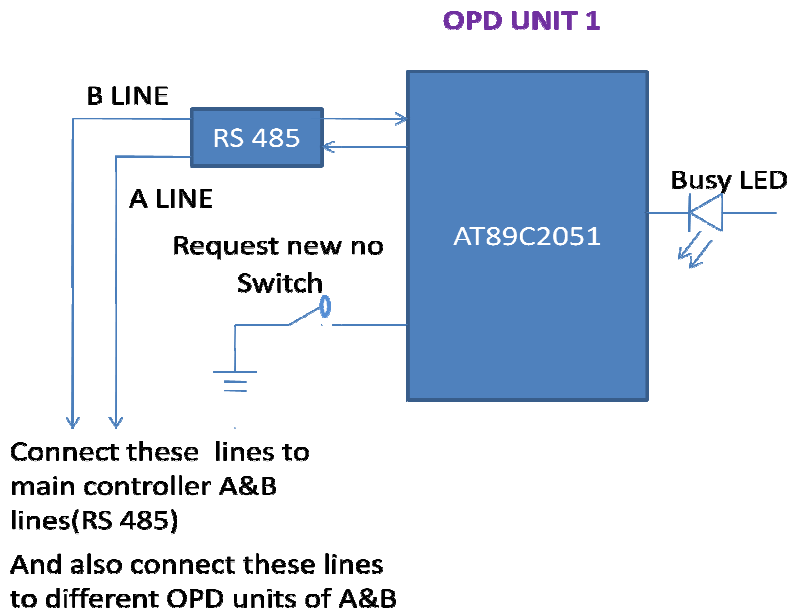 OPD UNIT 1
B LINE
RS 485
A LINE
Busy LED
Request new no
Switch
AT89C2051
Connect these lines to
main controller A&B
lines(RS 485)
And also connect these lines
to different OPD units of A&B